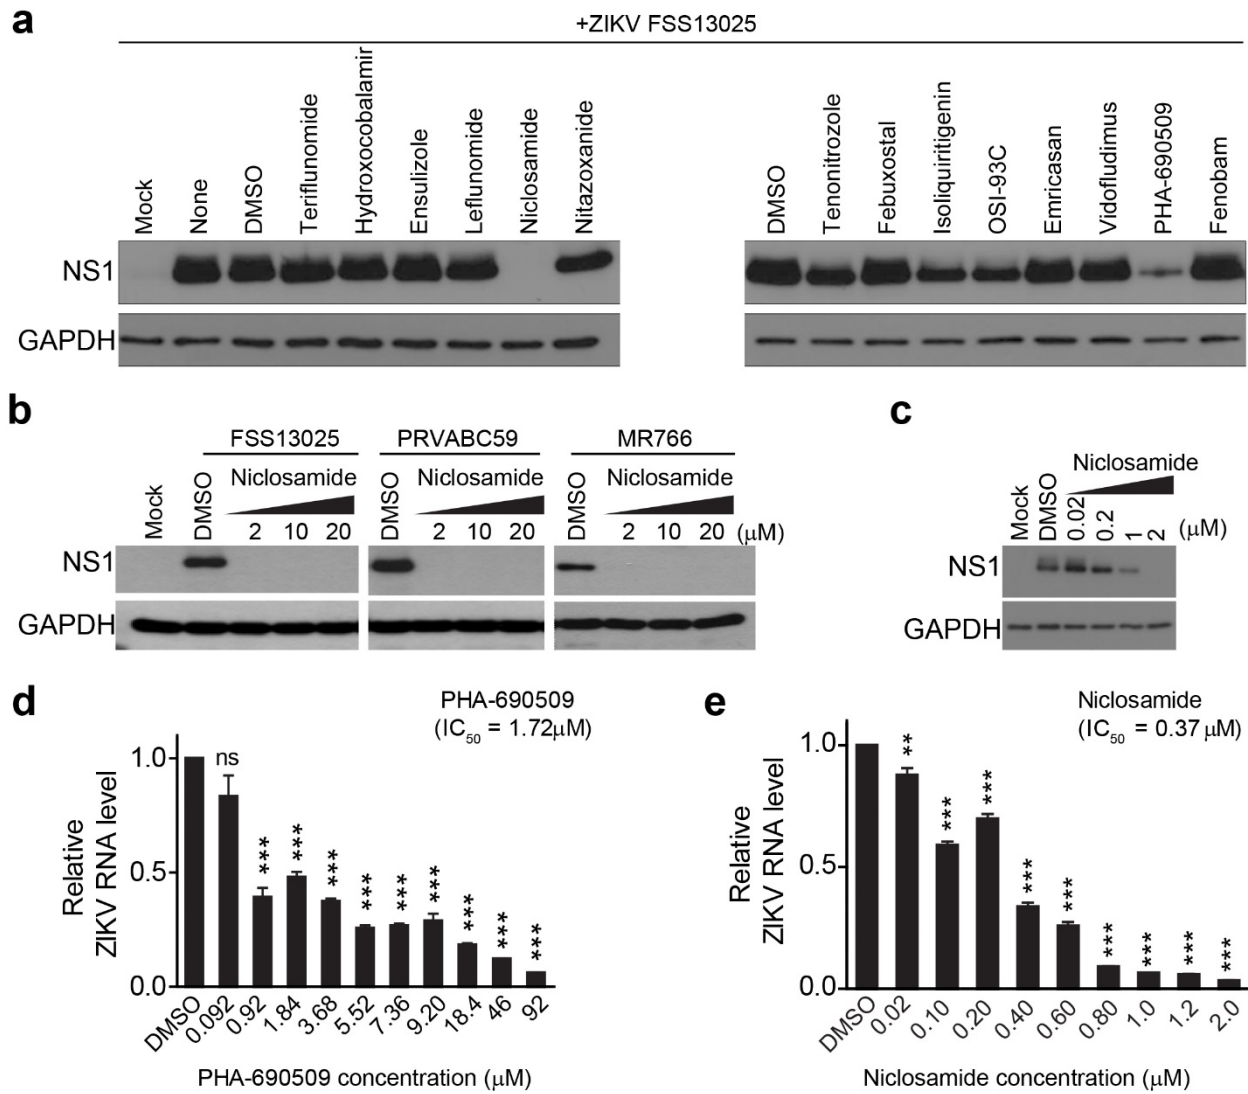 a
+ZIKV FSS13025
Mock
None
DMSO
Teriflunomide
Hydroxocobalamir
Ensulizole
Leflunomide
Niclosamide
Nitazoxanide
DMSO
Tenonitrozole
Febuxostal
Isoliquiritigenin
OSI-93C
Emricasan
Vidofludimus
PHA-690509
Fenobam
NS1
GAPDH
b
FSS13025 PRVABC59 MR766
Mock
DMSO
Niclosamide
DMSO
Niclosamide
DMSO
Niclosamide
2 10 20 2 10 20 2 10 20 (μM)
NS1
GAPDH
c
Niclosamide
Mock
DMSO
0.02
0.2
1
2
(μM)
NS1
GAPDH
d
PHA-690509
(IC50 = 1.72μM)
Relative
ZIKV RNA level
1.0
0.5
0.0
ns
***
***
***
***
***
***
***
***
***
DMSO
0.092
0.92
1.84
3.68
5.52
7.36
9.20
18.4
46
92
PHA-690509 concentration (μM)
e
Niclosamide
(IC50 = 0.37 μM)
Relative
ZIKV RNA level
1.0
0.5
0.0
**
***
***
***
***
***
***
***
***
DMSO
0.02
0.10
0.20
0.40
0.60
0.80
1.0
1.2
2.0
Niclosamide concentration (μM)